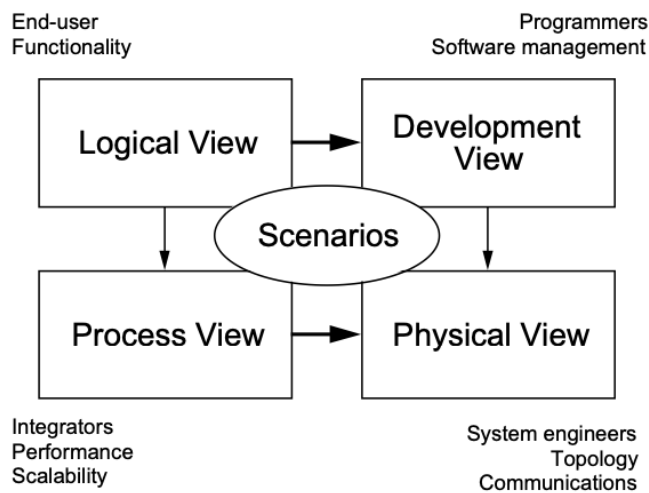 End-user
Functionality
Programmers
Software management
Logical View
Development
View
Scenarios
Process View
Physical View
Integrators
Performance
Scalability
System engineers
Topology
Communications